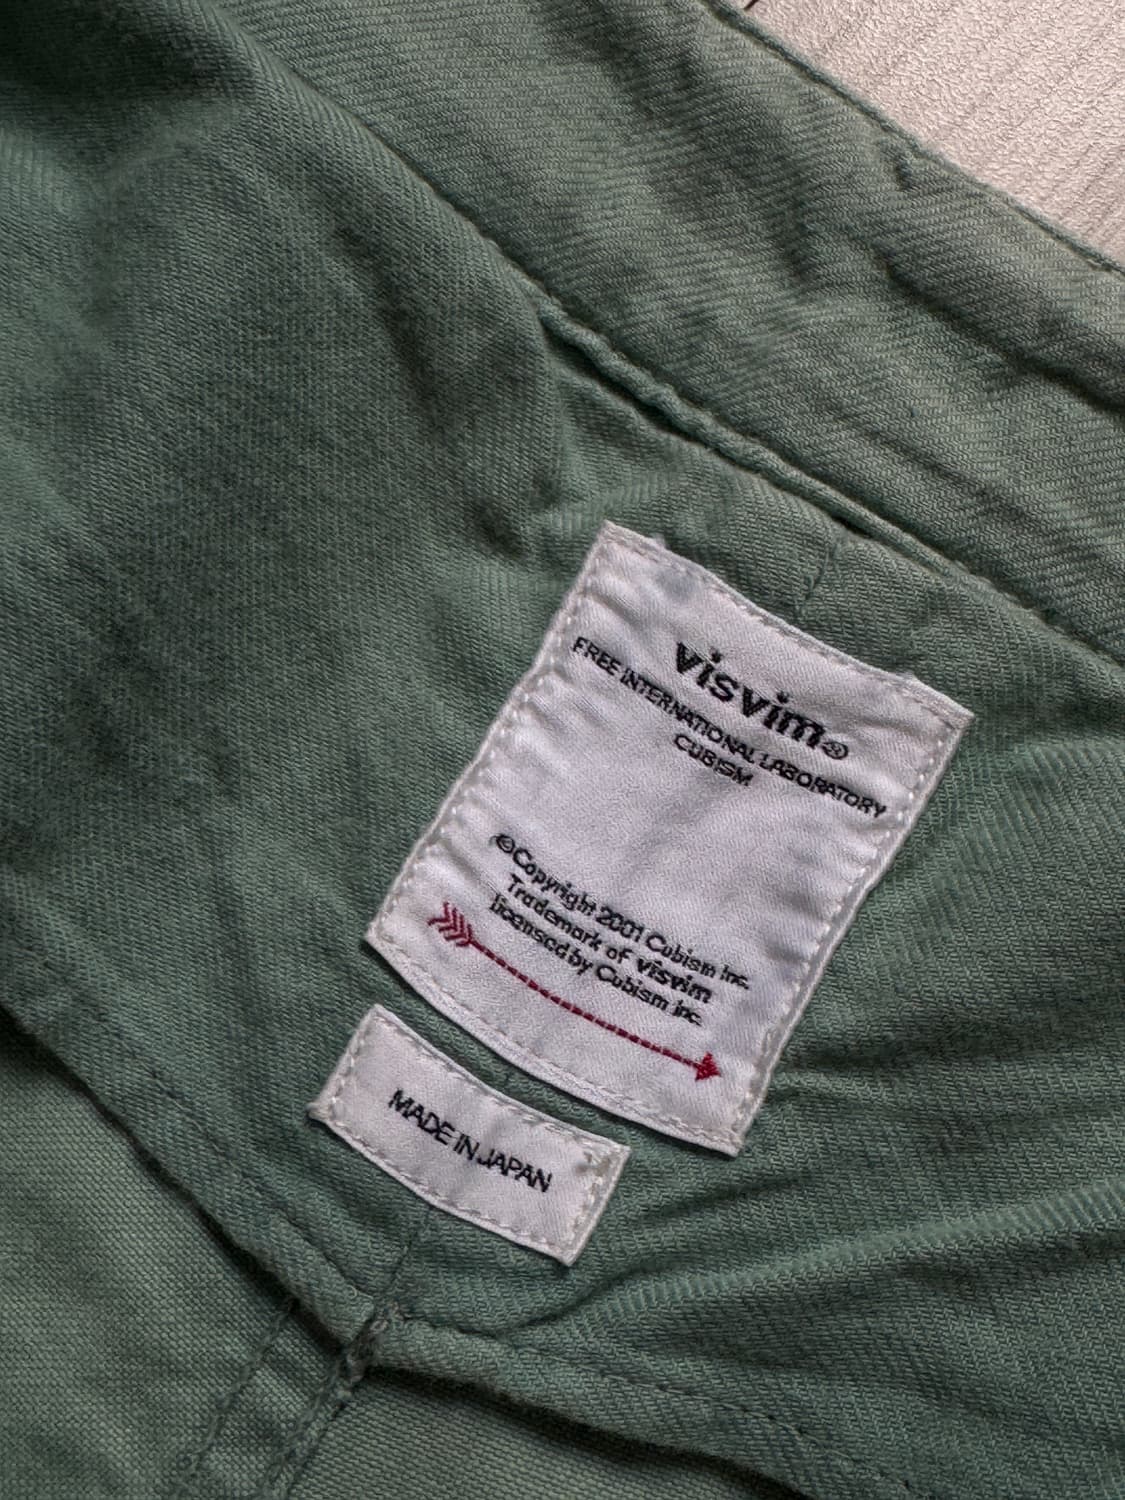 visvim®
FREE INTERNATIONAL LABORATORY
CUBISM
©Copyright 2001 Cubism Inc.
Trademark of visvim
licensed by Cubism inc.
MADE IN JAPAN